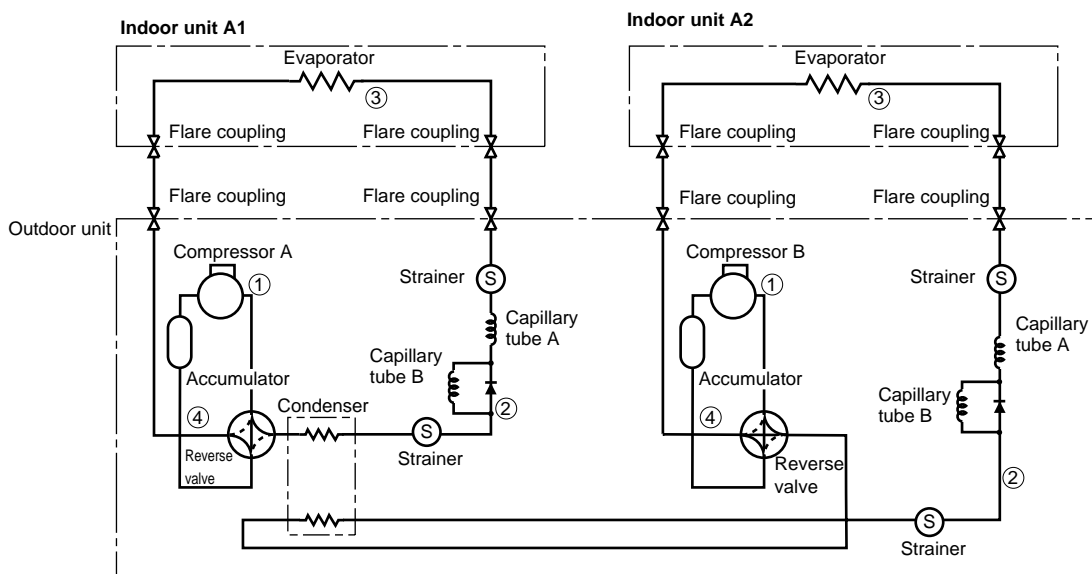 Indoor unit A1
Indoor unit A2
Evaporator
③
Evaporator
③
Flare coupling
Flare coupling
Flare coupling
Flare coupling
Flare coupling
Flare coupling
Flare coupling
Flare coupling
Outdoor unit
Compressor A
①
Strainer
S
Capillary
tube A
Capillary
tube B
Accumulator
④
Condenser
②
Reverse
valve
S
Strainer
Compressor B
①
Strainer
S
Capillary
tube A
Accumulator
Capillary
tube B
④
Reverse
valve
②
S
Strainer